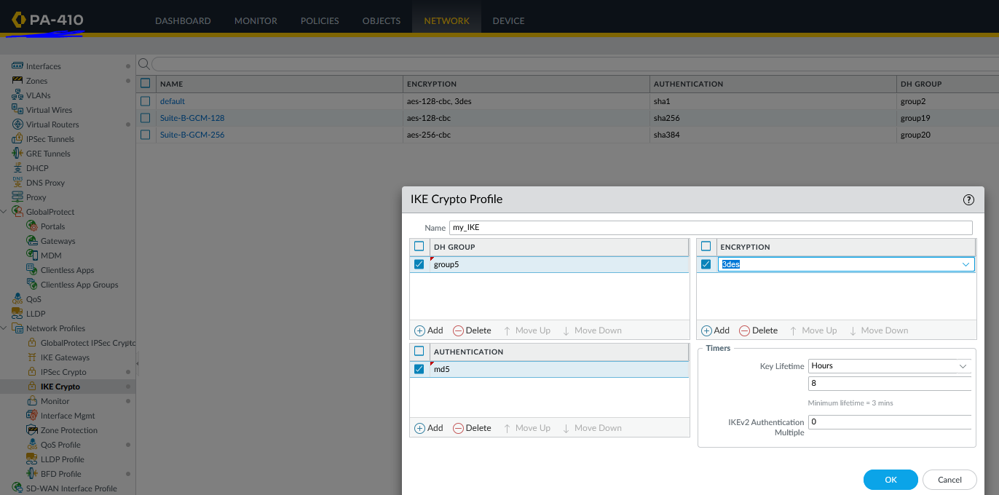 PA-410 DASHBOARD MONITOR POLICIES OBJECTS NETWORK DEVICE
Interfaces
Zones
VLANs
Virtual Wires
Virtual Routers
IPSec Tunnels
GRE Tunnels
DHCP
DNS Proxy
Proxy
GlobalProtect
Portals
Gateways
MDM
Clientless Apps
Clientless App Groups
QoS
LLDP
Network Profiles
GlobalProtect IPSec Crypto
IKE Gateways
IPSec Crypto
IKE Crypto
Monitor
Interface Mgmt
Zone Protection
QoS Profile
LLDP Profile
BFD Profile
SD-WAN Interface Profile
NAME ENCRYPTION AUTHENTICATION DH GROUP
default aes-128-cbc, 3des sha1 group2
Suite-B-GCM-128 aes-128-cbc sha256 group19
Suite-B-GCM-256 aes-256-cbc sha384 group20
IKE Crypto Profile
Name my_IKE
DH GROUP
group5
Add Delete Move Up Move Down
ENCRYPTION
3des
Add Delete Move Up Move Down
AUTHENTICATION
md5
Add Delete Move Up Move Down
Timers
Key Lifetime Hours
8
Minimum lifetime = 3 mins
IKEv2 Authentication 0
Multiple
OK Cancel